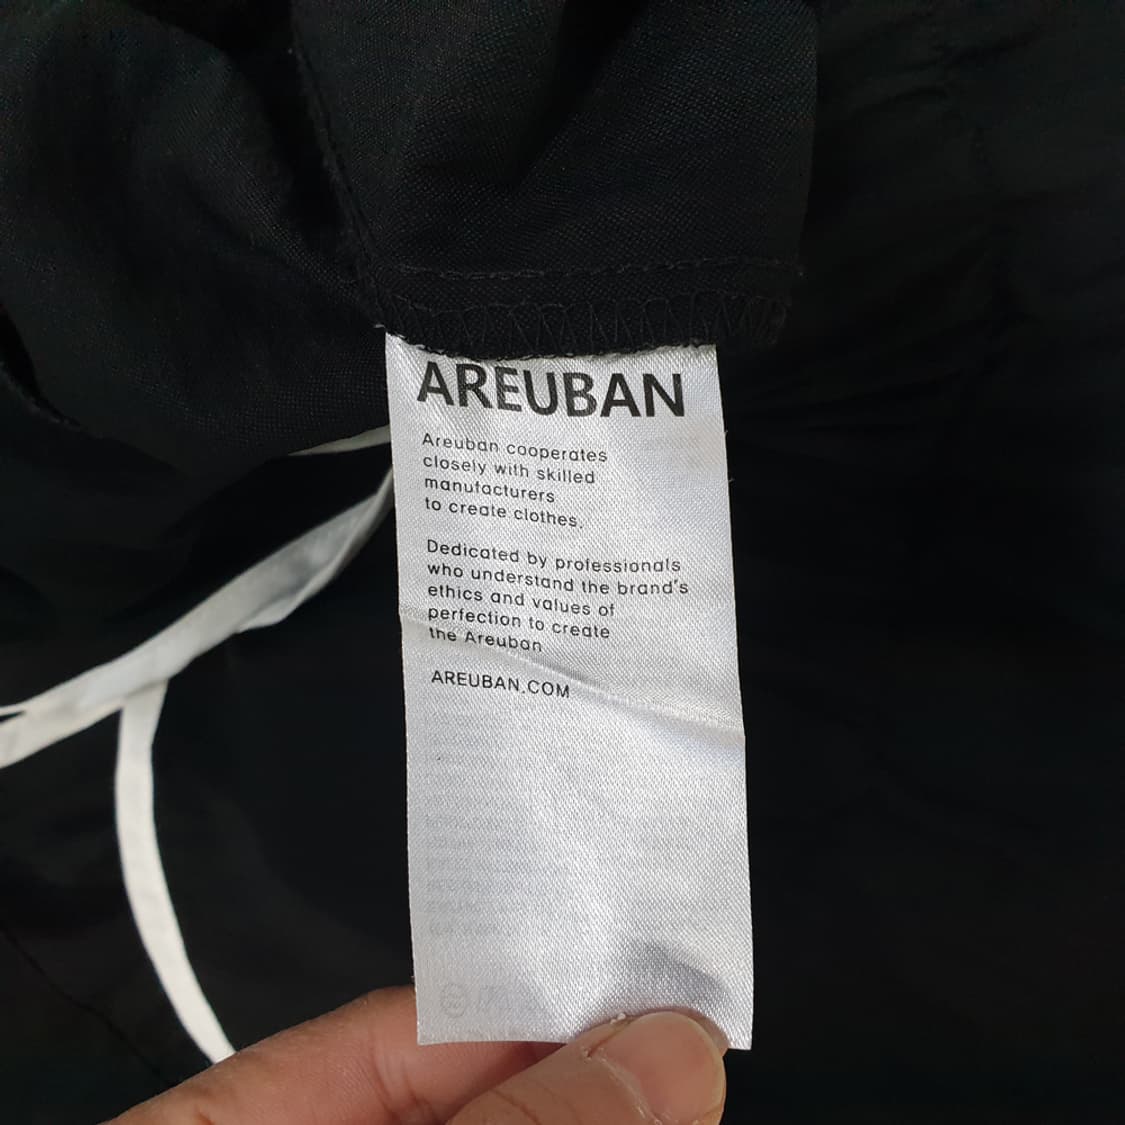 AREUBAN
Areuban cooperates
closely with skilled
manufacturers
to create clothes.
Dedicated by professionals
who understand the brand's
ethics and values of
perfection to create
the Areuban
AREUBAN.COM